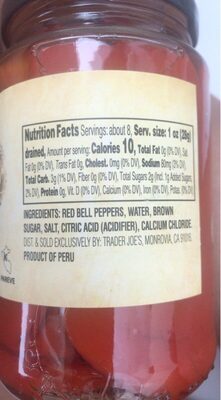 Nutrition Facts Servings: about 8, Serv. size: 1 oz (28g)
drained, Amount per serving: Calories 10, Total Fat 0g (0% DV), Sat.
Fat 0g (0% DV), Trans Fat 0g, Cholest. 0mg (0% DV), Sodium 80mg (3% DV),
Total Carb. 3g (1% DV), Fiber 0g (0% DV), Total Sugars 2g (Incl. 1g Added Sugars,
2% DV), Protein 0g, Vit. D (0% DV), Calcium (0% DV), Iron (0% DV), Potas. (0% DV)
INGREDIENTS: RED BELL PEPPERS, WATER, BROWN
SUGAR, SALT, CITRIC ACID (ACIDIFIER), CALCIUM CHLORIDE.
DIST. & SOLD EXCLUSIVELY BY: TRADER JOE'S, MONROVIA, CA 91016
PRODUCT OF PERU
K
PAREVE